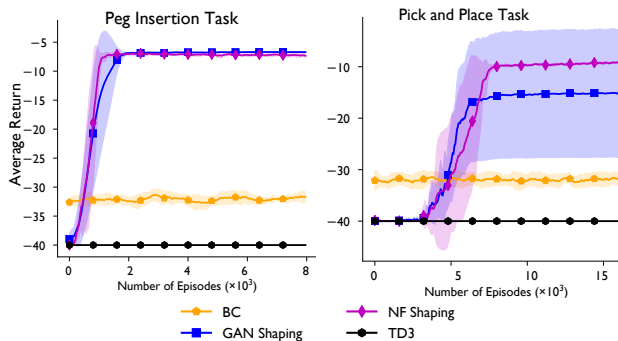 Peg Insertion Task
Average Return
−5
−10
−15
−20
−25
−30
−35
−40
0
2
4
6
8
Number of Episodes (×10³)
Pick and Place Task
−10
−20
−30
−40
0
5
10
15
Number of Episodes (×10³)
BC
GAN Shaping
NF Shaping
TD3